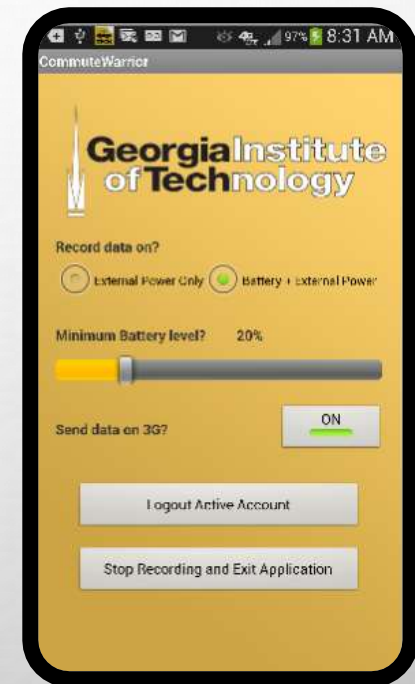 97% 8:31 AM
CommuteWarrior
Georgia Institute
of Technology
Record data on?
External Power Only Battery + External Power
Minimum Battery level? 20%
Send data on 3G? ON
Logout Active Account
Stop Recording and Exit Application